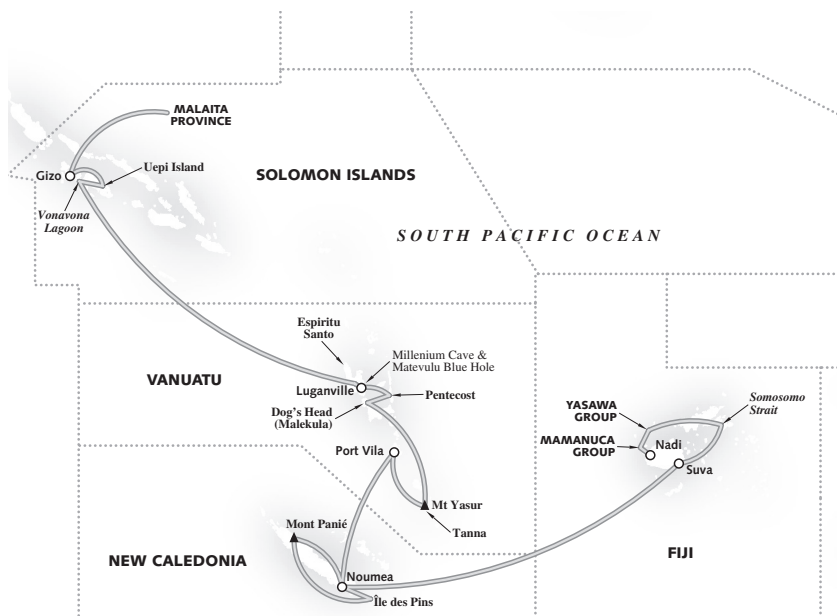 MALAITA
PROVINCE
Gizo
Uepi Island
SOLOMON ISLANDS
Vonavona
Lagoon
SOUTH PACIFIC OCEAN
Espiritu
Santo
Millenium Cave &
Matevulu Blue Hole
VANUATU
Luganville
Pentecost
Dog's Head
(Malekula)
YASAWA
GROUP
Somosomo
Strait
MAMANUCA
GROUP
Nadi
Suva
Port Vila
Mt Yasur
Tanna
Mont Panié
NEW CALEDONIA
FIJI
Noumea
Île des Pins